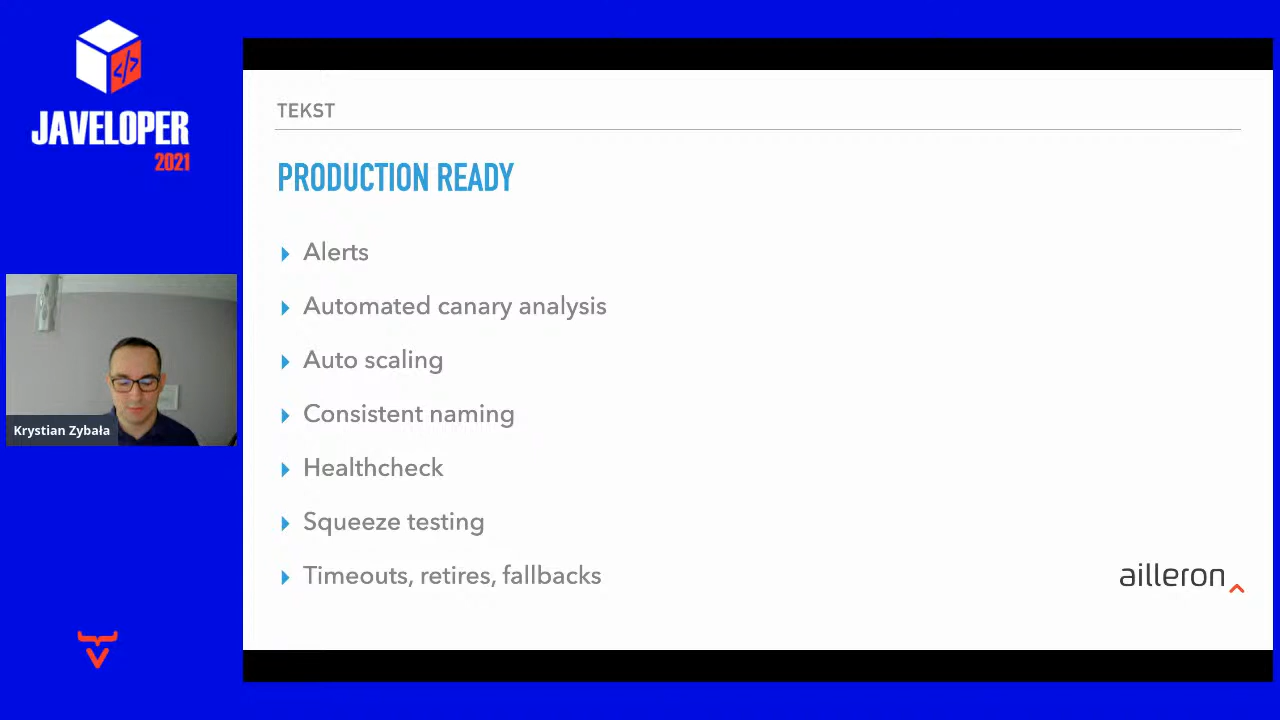 </>
JAVELOPER
2021
Krystian Zybała
TEKST
PRODUCTION READY
Alerts
Automated canary analysis
Auto scaling
Consistent naming
Healthcheck
Squeeze testing
Timeouts, retires, fallbacks
ailleron